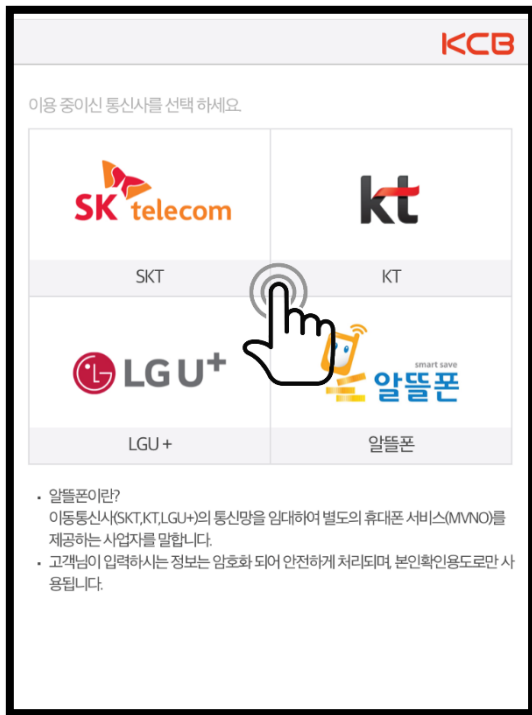 KCB
이용 중이신 통신사를 선택 하세요.
SK telecom
kt
SKT
KT
LG U+
smart save
알뜰폰
LGU +
알뜰폰
• 알뜰폰이란?
이동통신사(SKT,KT,LGU+)의 통신망을 임대하여 별도의 휴대폰 서비스(MVNO)를
제공하는 사업자를 말합니다.
• 고객님이 입력하시는 정보는 암호화 되어 안전하게 처리되며, 본인확인용도로만 사
용됩니다.